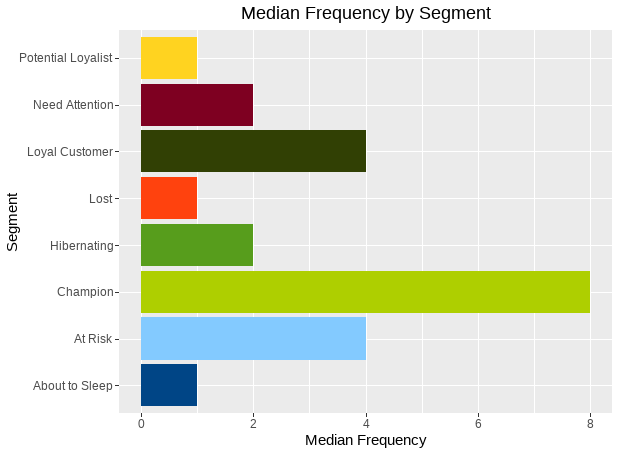 Median Frequency by Segment
Segment
Potential Loyalist
Need Attention
Loyal Customer
Lost
Hibernating
Champion
At Risk
About to Sleep
0 2 4 6 8
Median Frequency